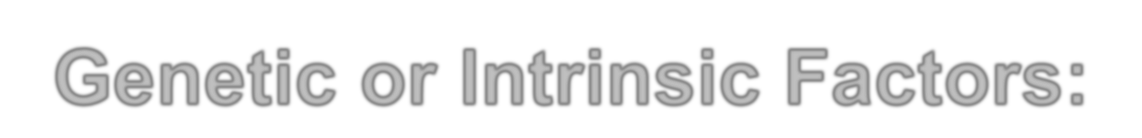 Genetic or Intrinsic Factors: